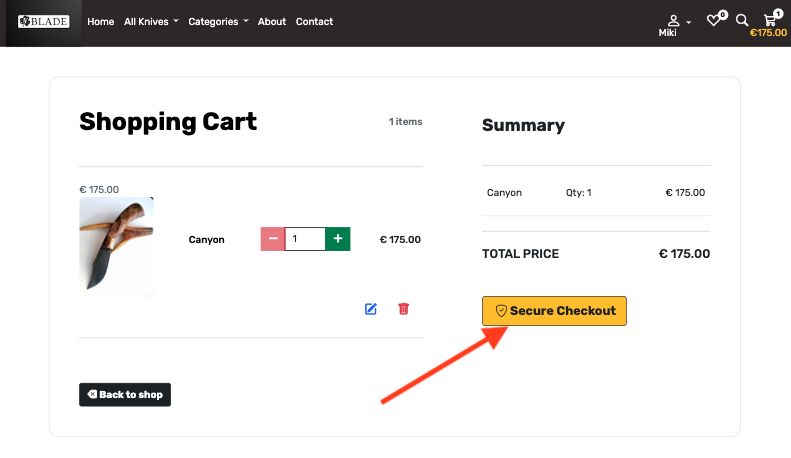 BLADE
Home All Knives Categories About Contact
Miki
0
1
€175.00
Shopping Cart
1 items
€ 175.00
Canyon
1
€ 175.00
Back to shop
Summary
Canyon Qty: 1 € 175.00
TOTAL PRICE € 175.00
Secure Checkout